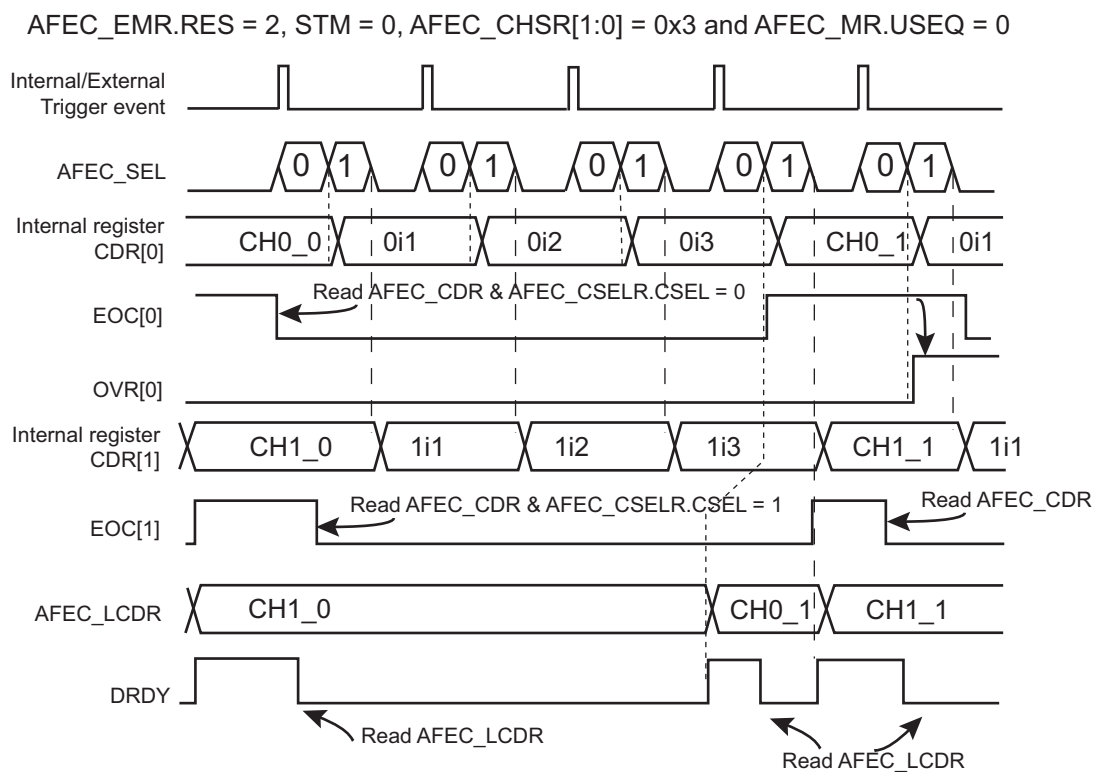 AFEC_EMR.RES = 2, STM = 0, AFEC_CHSR[1:0] = 0x3 and AFEC_MR.USEQ = 0
Internal/External
Trigger event
AFEC_SEL
0 1 0 1 0 1 0 1 0 1
Internal register
CDR[0]
CH0_0 0i1 0i2 0i3 CH0_1 0i1
Read AFEC_CDR & AFEC_CSELR.CSEL = 0
EOC[0]
OVR[0]
Internal register
CDR[1]
CH1_0 1i1 1i2 1i3 CH1_1 1i1
Read AFEC_CDR & AFEC_CSELR.CSEL = 1
Read AFEC_CDR
EOC[1]
AFEC_LCDR
CH1_0 CH0_1 CH1_1
DRDY
Read AFEC_LCDR
Read AFEC_LCDR